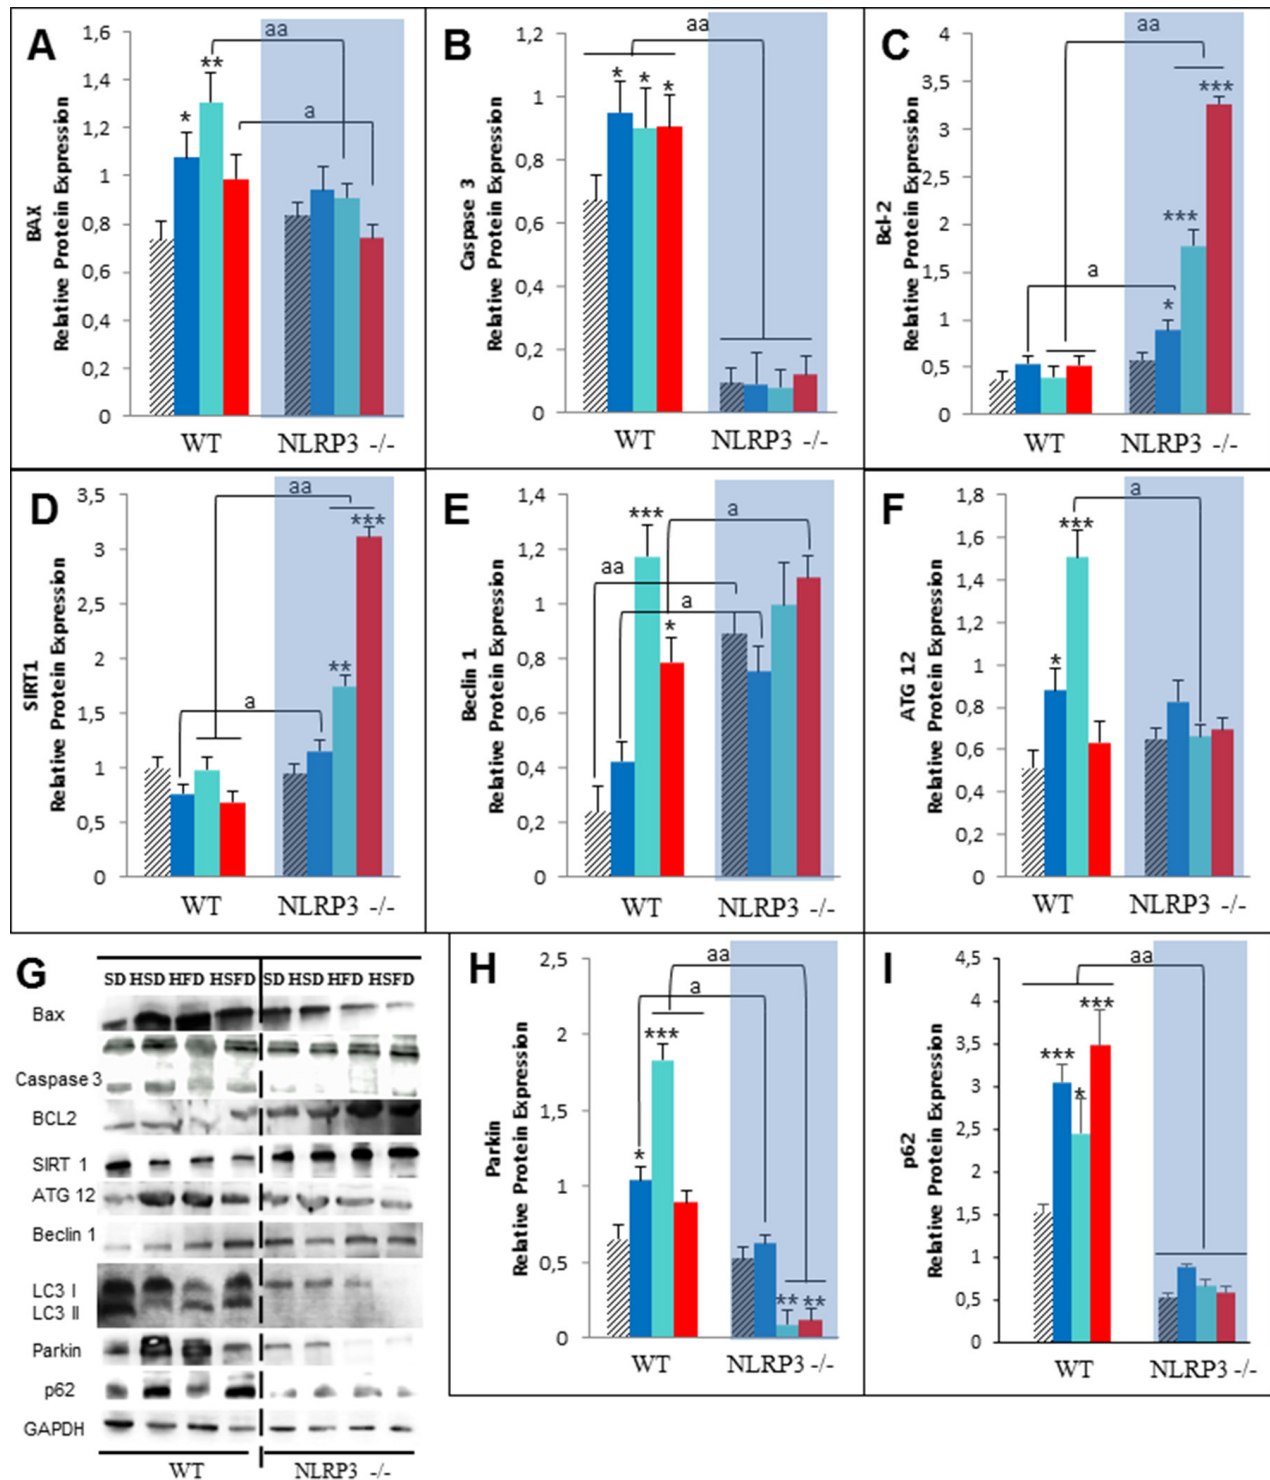 A
BAX
Relative Protein Expression
1,6
1,4
1,2
1
0,8
0,6
0,4
0,2
0
*
**
aa
a
WT
NLRP3 -/-
B
Caspase 3
Relative Protein Expression
1,2
1
0,8
0,6
0,4
0,2
0
*
*
*
aa
WT
NLRP3 -/-
C
Bcl-2
Relative Protein Expression
4
3,5
3
2,5
2
1,5
1
0,5
0
aa
a
*
***
***
WT
NLRP3 -/-
D
SIRT1
Relative Protein Expression
3,5
3
2,5
2
1,5
1
0,5
0
aa
a
**
***
WT
NLRP3 -/-
E
Beclin 1
Relative Protein Expression
1,4
1,2
1
0,8
0,6
0,4
0,2
0
aa
***
*
a
a
WT
NLRP3 -/-
F
ATG 12
Relative Protein Expression
1,8
1,6
1,4
1,2
1
0,8
0,6
0,4
0,2
0
*
***
a
WT
NLRP3 -/-
G
SD HSD HFD HSFD SD HSD HFD HSFD
Bax
Caspase 3
BCL2
SIRT 1
ATG 12
Beclin 1
LC3 I
LC3 II
Parkin
p62
GAPDH
WT NLRP3 -/-
H
Parkin
Relative Protein Expression
2,5
2
1,5
1
0,5
0
*
***
aa
a
**
**
WT
NLRP3 -/-
I
p62
Relative Protein Expression
4,5
4
3,5
3
2,5
2
1,5
1
0,5
0
***
*
***
aa
WT
NLRP3 -/-